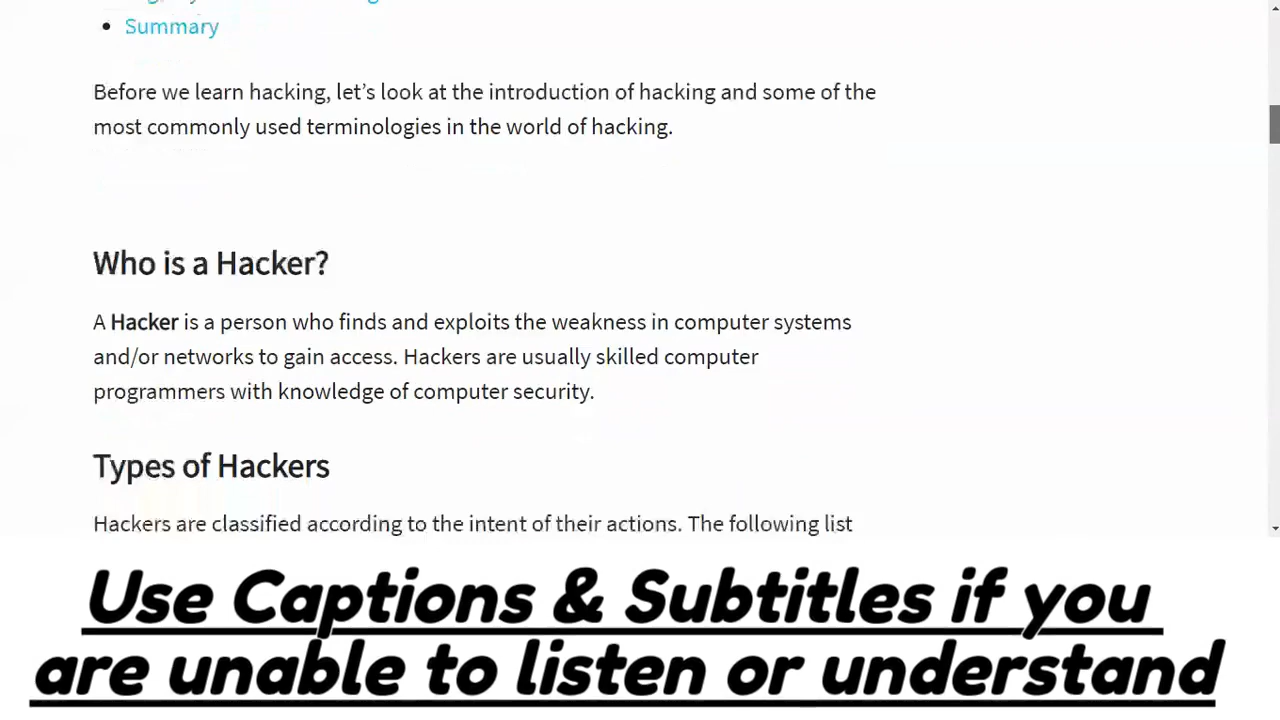 Summary
Before we learn hacking, let’s look at the introduction of hacking and some of the
most commonly used terminologies in the world of hacking.
Who is a Hacker?
A Hacker is a person who finds and exploits the weakness in computer systems
and/or networks to gain access. Hackers are usually skilled computer
programmers with knowledge of computer security.
Types of Hackers
Hackers are classified according to the intent of their actions. The following list
Use Captions & Subtitles if you
are unable to listen or understand